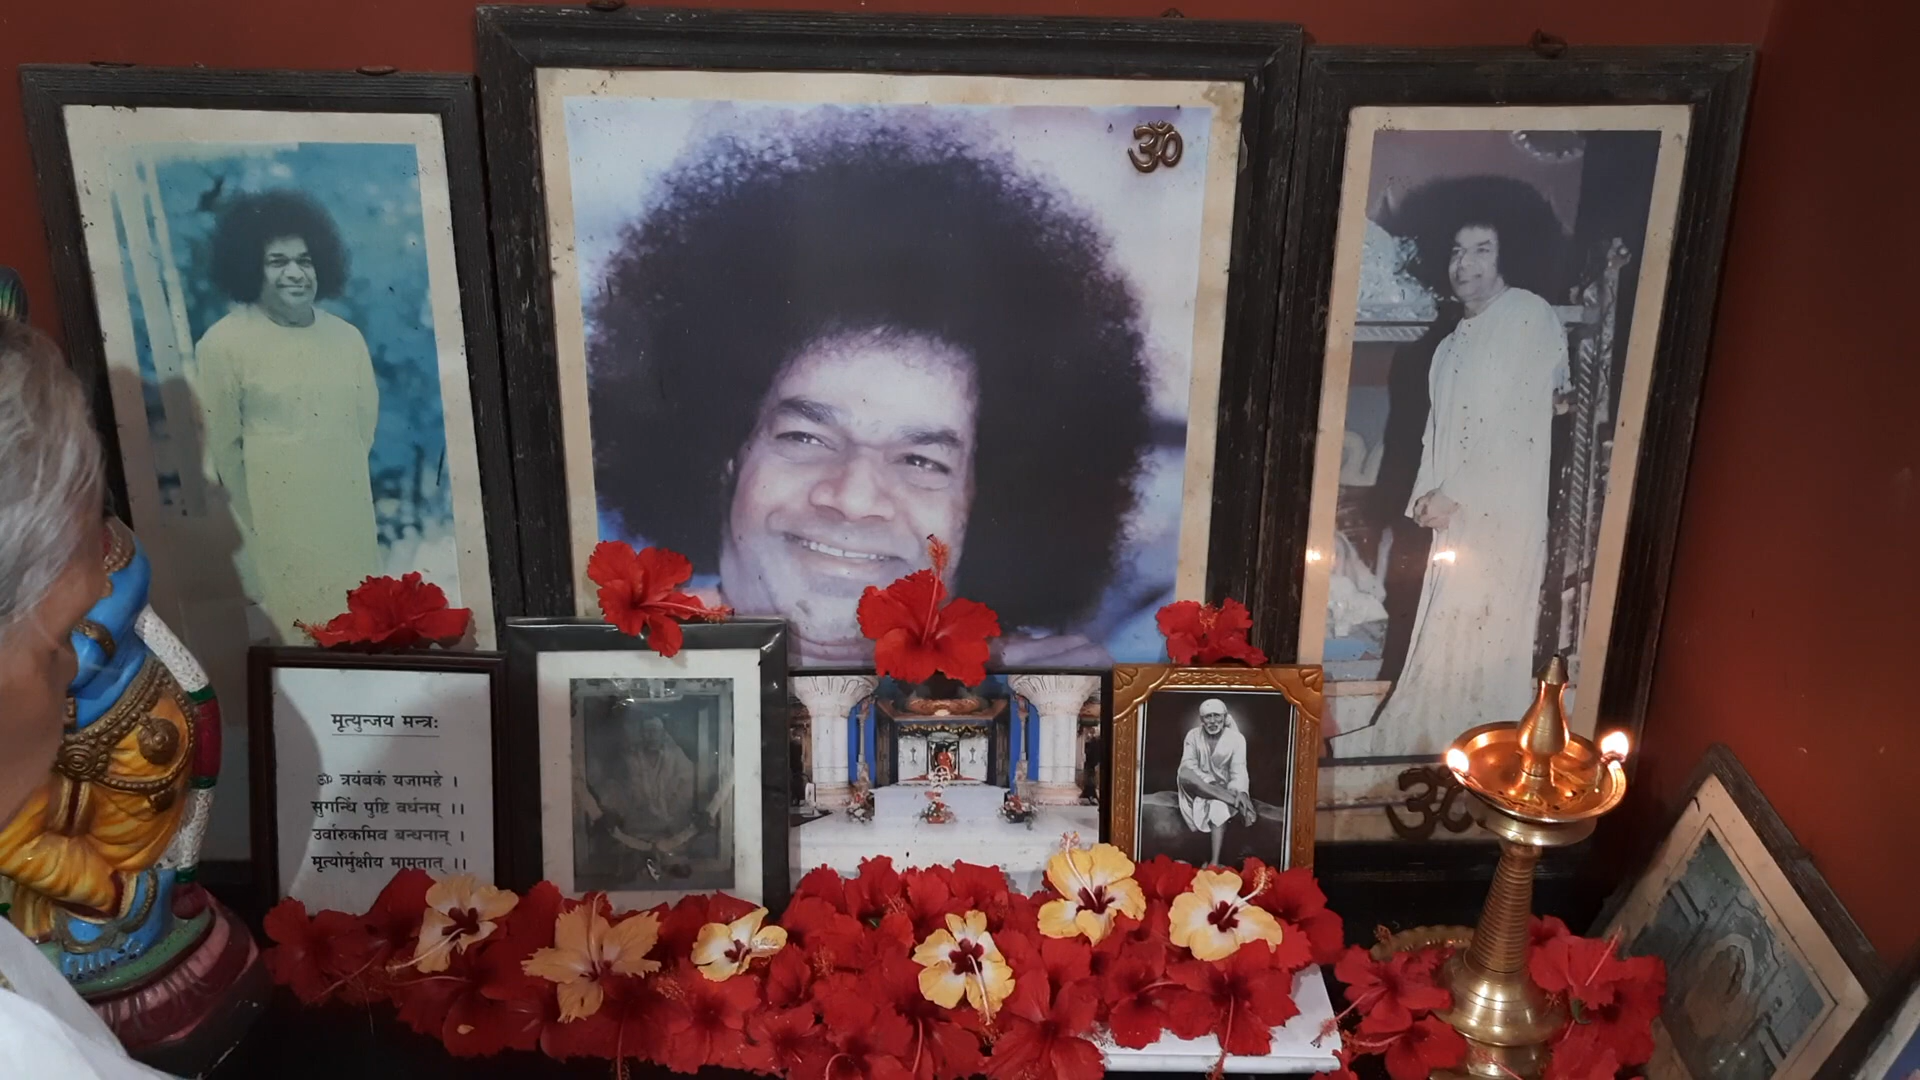 ॐ
मृत्युन्जय मन्त्रः
ॐ त्रयंबकं यजामहे ।
सुगन्धिं पुष्टि वर्धनम् ।।
उर्वारुकमिव बन्धनान् ।
मृत्योर्मुक्षीय मामृतात् ।।
ॐ